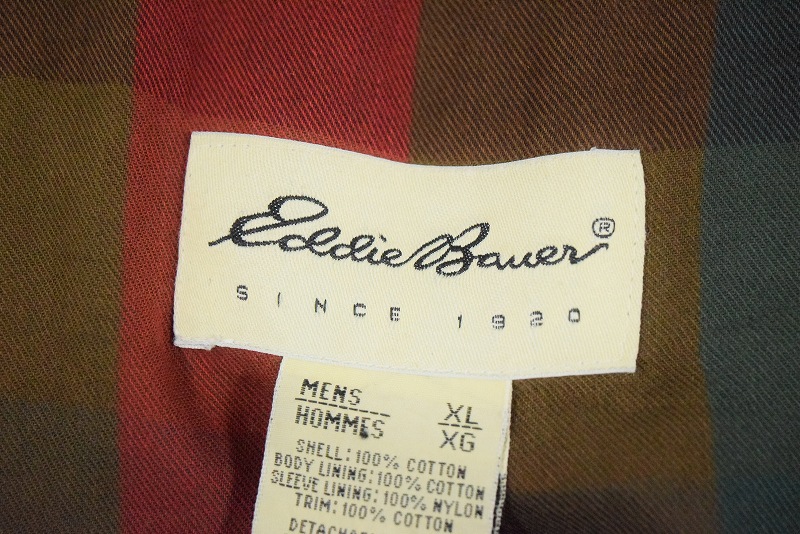 Eddie Bauer ®
SINCE 1920
MENS XL
HOMMES XG
SHELL: 100% COTTON
BODY LINING: 100% COTTON
SLEEVE LINING: 100% NYLON
TRIM: 100% COTTON